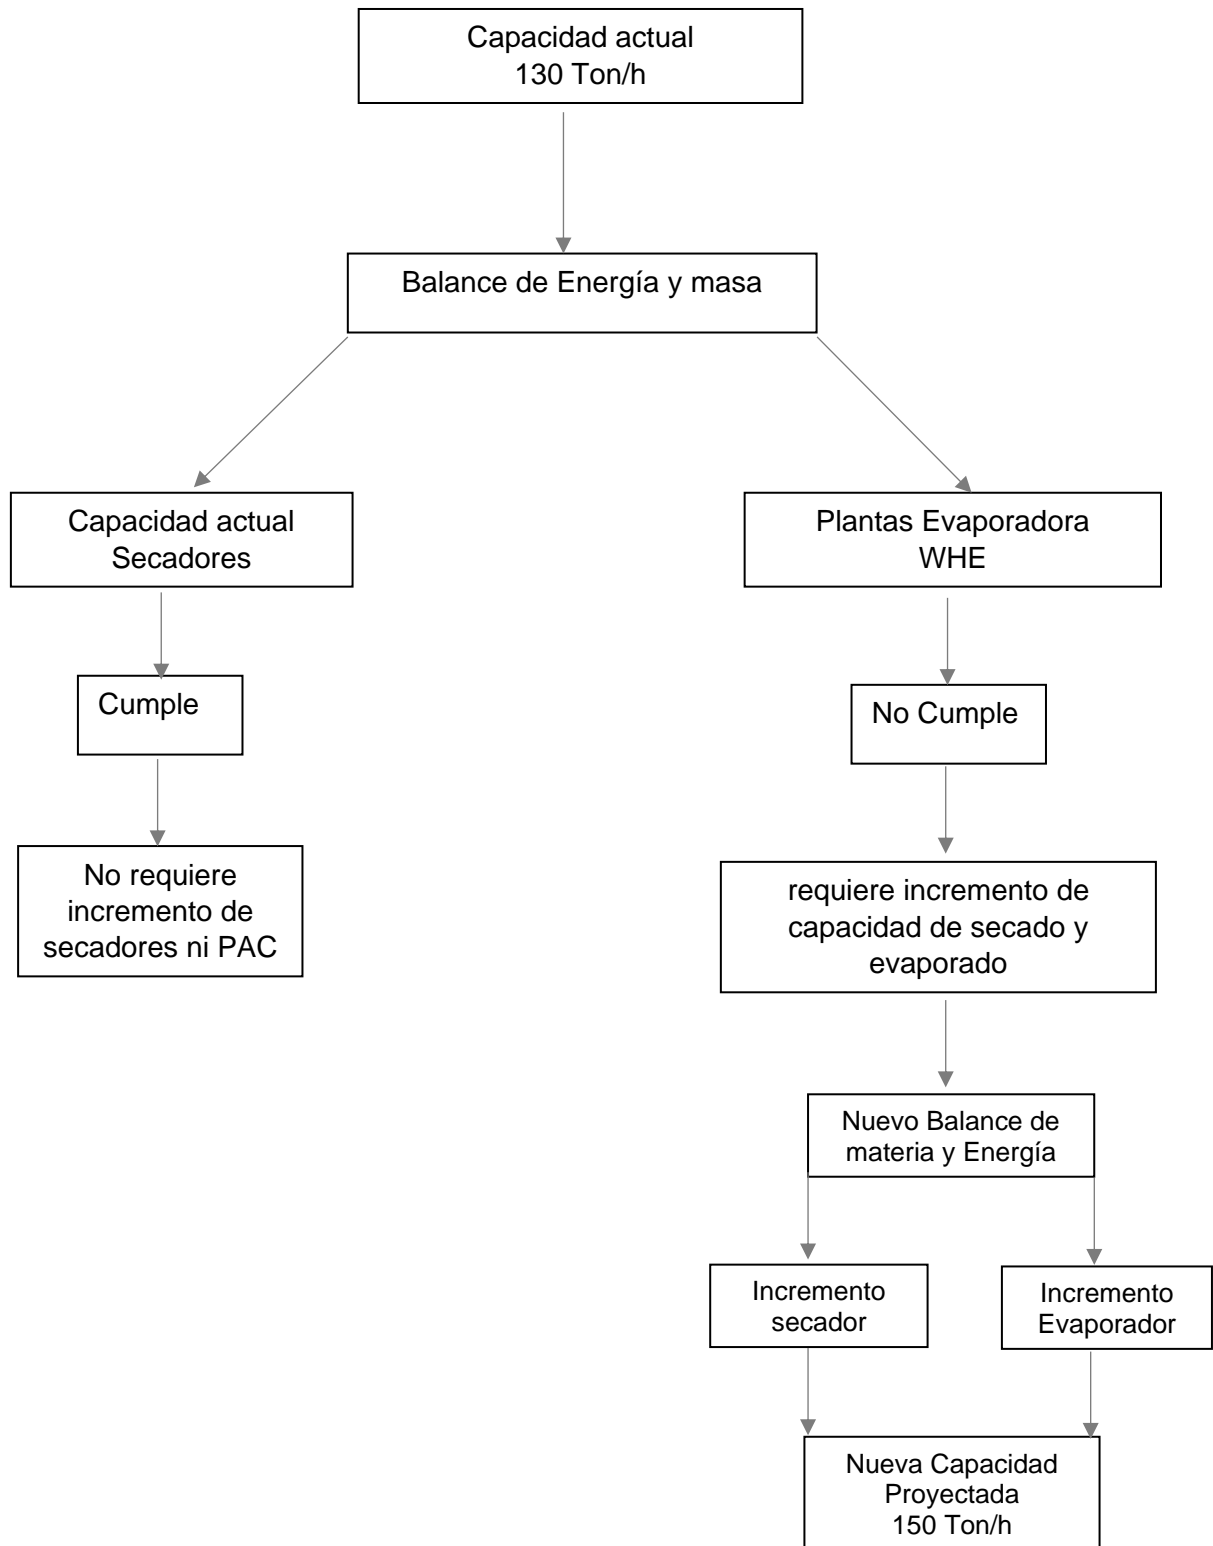 Capacidad actual
130 Ton/h
Balance de Energía y masa
Capacidad actual
Secadores
Plantas Evaporadora
WHE
Cumple
No Cumple
No requiere
incremento de
secadores ni PAC
requiere incremento de
capacidad de secado y
evaporado
Nuevo Balance de
materia y Energía
Incremento
secador
Incremento
Evaporador
Nueva Capacidad
Proyectada
150 Ton/h